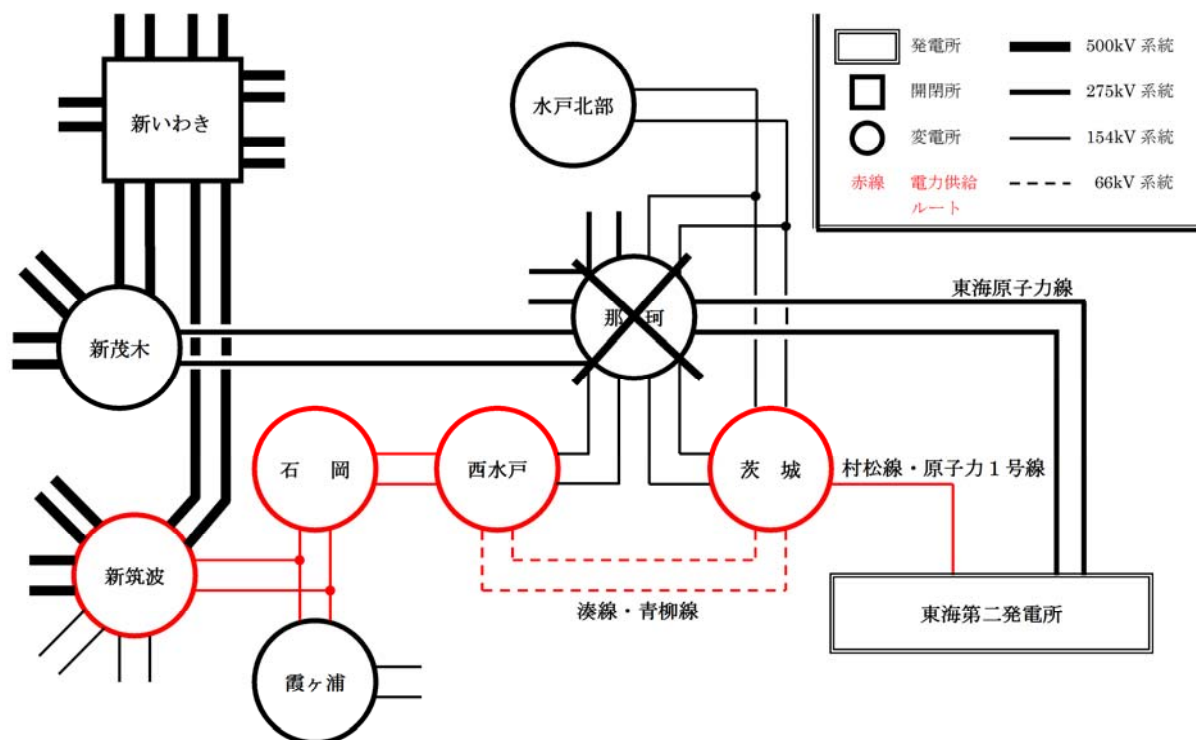 新いわき
水戸北部
発電所
500kV 系統
開閉所
275kV 系統
変電所
154kV 系統
赤線
電力供給
ルート
66kV 系統
東海原子力線
新茂木
那 珂
石 岡
西水戸
茨 城
村松線・原子力1号線
新筑波
湊線・青柳線
東海第二発電所
霞ヶ浦